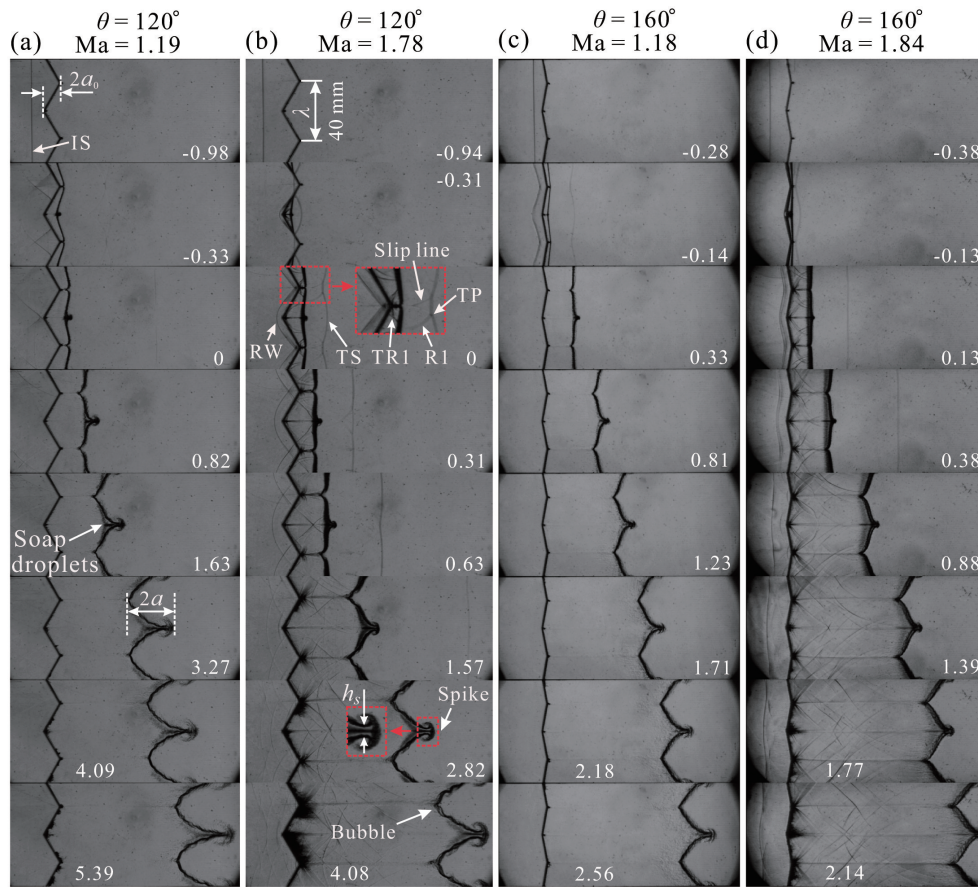 (a)
θ = 120°
Ma = 1.19
(b)
θ = 120°
Ma = 1.78
(c)
θ = 160°
Ma = 1.18
(d)
θ = 160°
Ma = 1.84
2a₀
IS
-0.98
-0.33
0
0.82
Soap
droplets
1.63
2a
3.27
4.09
5.39
λ
40 mm
-0.94
-0.31
Slip line
TP
RW
TS
TR1
R1
0
0.31
0.63
1.57
hₛ
Spike
2.82
Bubble
4.08
-0.28
-0.14
0.33
0.81
1.23
1.71
2.18
2.56
-0.38
-0.13
0.13
0.38
0.88
1.39
1.77
2.14